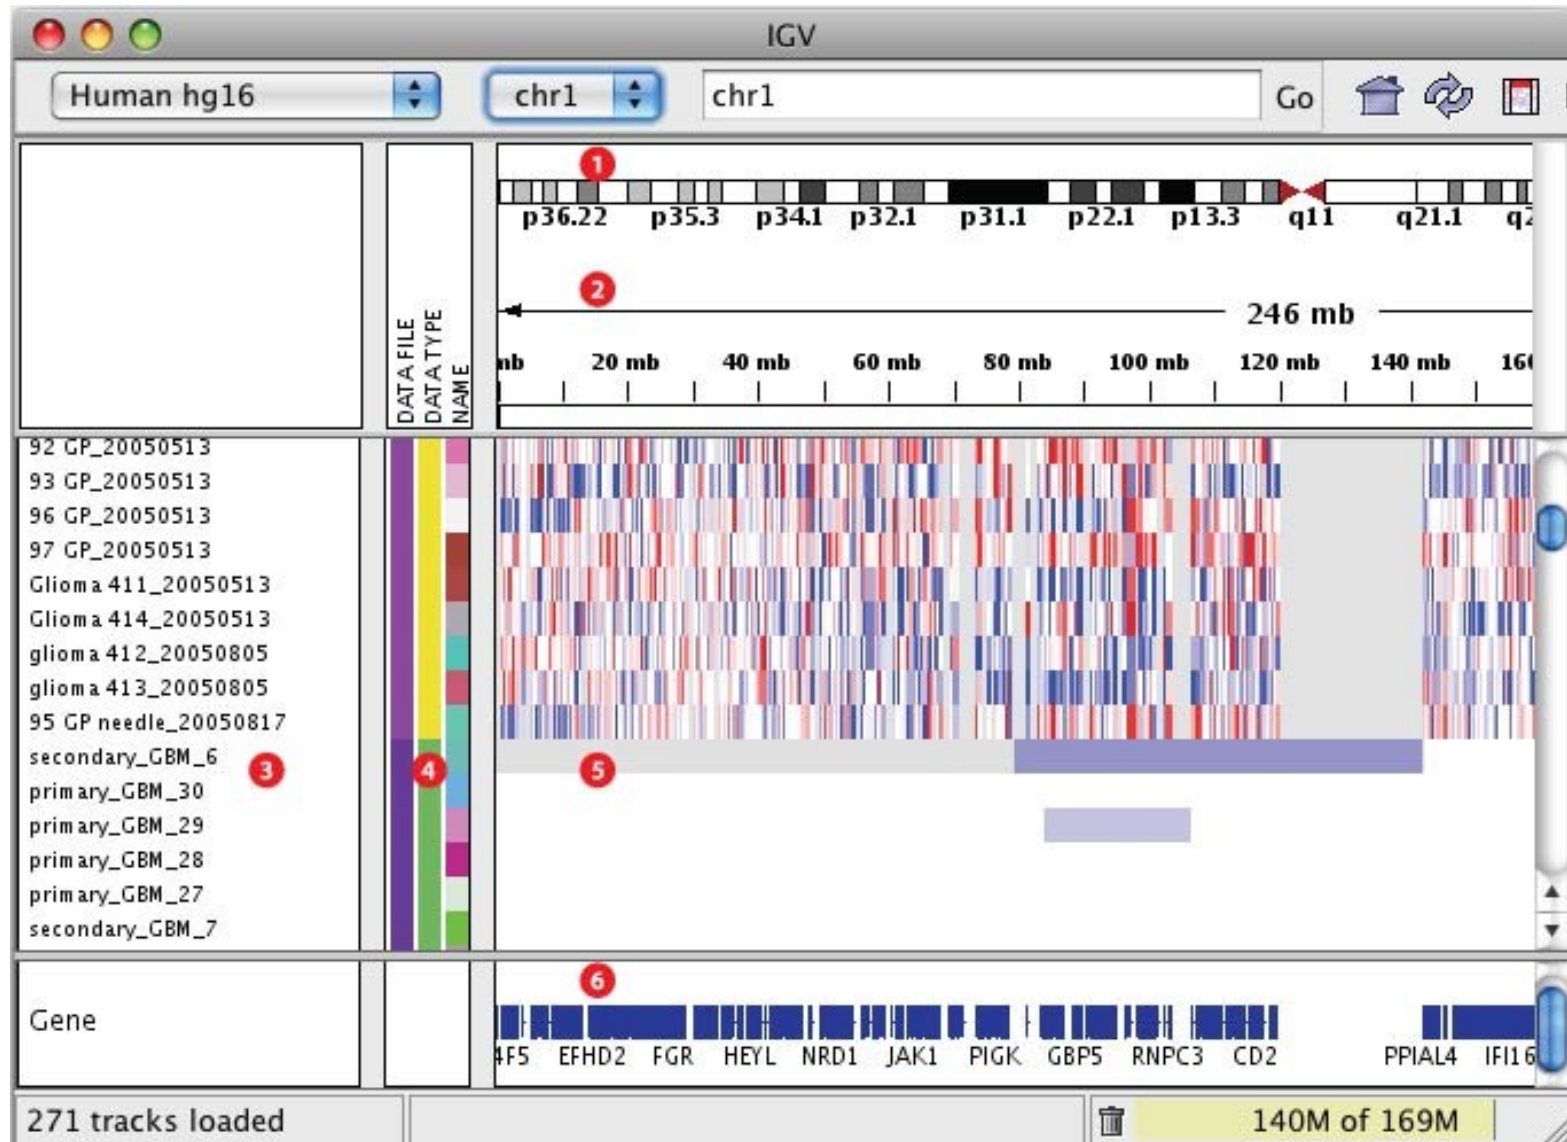 IGV
Human hg16
chr1
chr1
Go
1
p36.22 p35.3 p34.1 p32.1 p31.1 p22.1 p13.3 q11 q21.1
2
246 mb
mb 20 mb 40 mb 60 mb 80 mb 100 mb 120 mb 140 mb
DATA FILE
DATA TYPE
NAME
92 GP_20050513
93 GP_20050513
96 GP_20050513
97 GP_20050513
Glioma 411_20050513
Glioma 414_20050513
glioma 412_20050805
glioma 413_20050805
95 GP needle_20050817
secondary_GBM_6
3
4
5
primary_GBM_30
primary_GBM_29
primary_GBM_28
primary_GBM_27
secondary_GBM_7
6
Gene
4F5 EFHD2 FGR HEYL NRD1 JAK1 PIGK GBP5 RNPC3 CD2 PPIAL4 IFI16
271 tracks loaded
140M of 169M